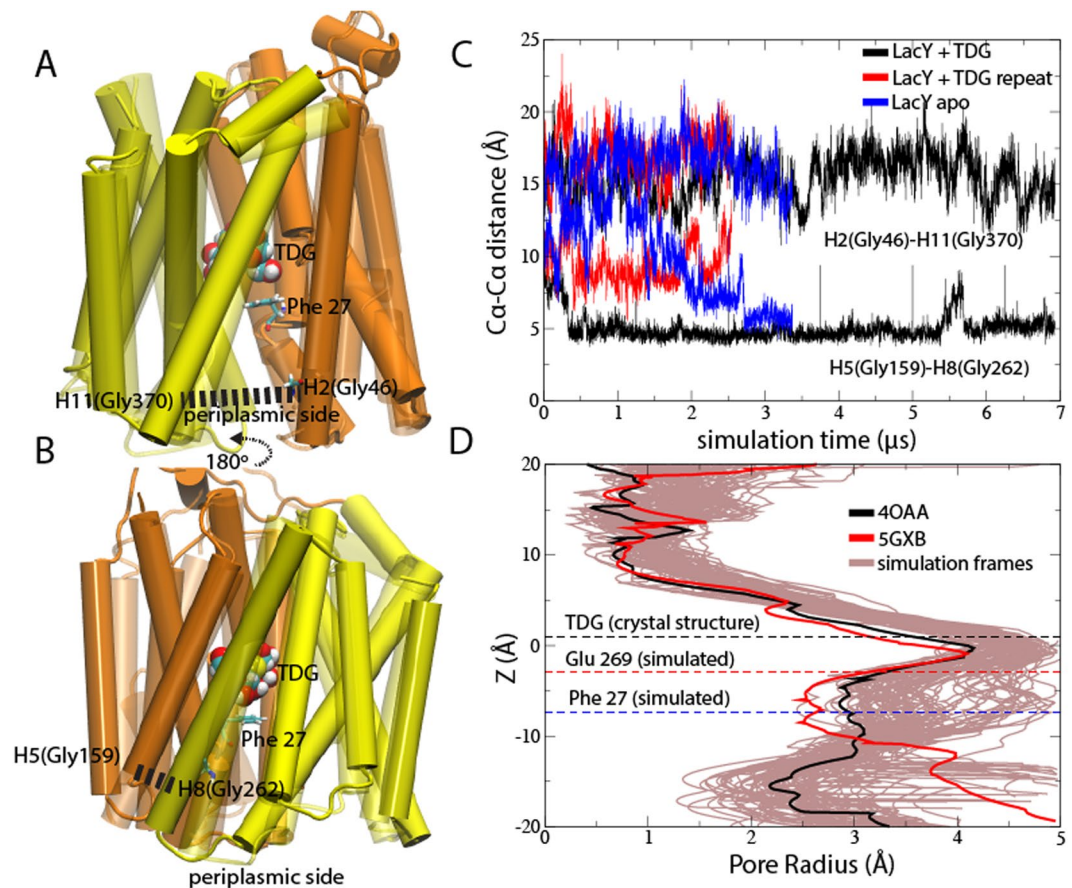 A
TDG
Phe 27
H11(Gly370)
H2(Gly46)
periplasmic side
180°
B
TDG
Phe 27
H5(Gly159)
H8(Gly262)
periplasmic side
C
25
20
15
10
5
0
Cα-Cα distance (Å)
LacY + TDG
LacY + TDG repeat
LacY apo
H2(Gly46)-H11(Gly370)
H5(Gly159)-H8(Gly262)
0 1 2 3 4 5 6 7
simulation time (μs)
D
20
10
0
-10
-20
Z (Å)
4OAA
5GXB
simulation frames
TDG (crystal structure)
Glu 269 (simulated)
Phe 27 (simulated)
0 1 2 3 4 5
Pore Radius (Å)